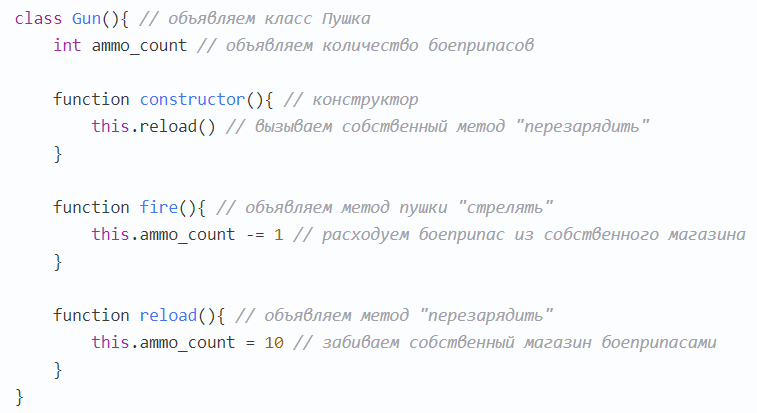 class Gun(){ // объявляем класс Пушка
    int ammo_count // объявляем количество боеприпасов
    function constructor(){ // конструктор
        this.reload() // вызываем собственный метод "перезарядить"
    }
    function fire(){ // объявляем метод пушки "стрелять"
        this.ammo_count -= 1 // расходуем боеприпас из собственного магазина
    }
    function reload(){ // объявляем метод "перезарядить"
        this.ammo_count = 10 // забиваем собственный магазин боеприпасами
    }
}